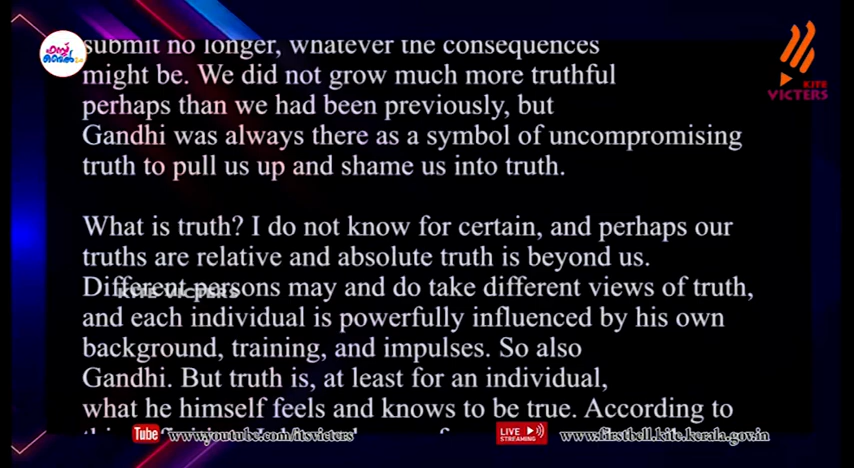 submit no longer, whatever the consequences
might be. We did not grow much more truthful
perhaps than we had been previously, but
Gandhi was always there as a symbol of uncompromising
truth to pull us up and shame us into truth.
What is truth? I do not know for certain, and perhaps our
truths are relative and absolute truth is beyond us.
Different persons may and do take different views of truth,
and each individual is powerfully influenced by his own
background, training, and impulses. So also
Gandhi. But truth is, at least for an individual,
what he himself feels and knows to be true. According to
KITE VICTERS
KITE
VICTERS
You Tube www.youtube.com/itsvicters
LIVE STREAMING www.firstbell.kite.kerala.gov.in